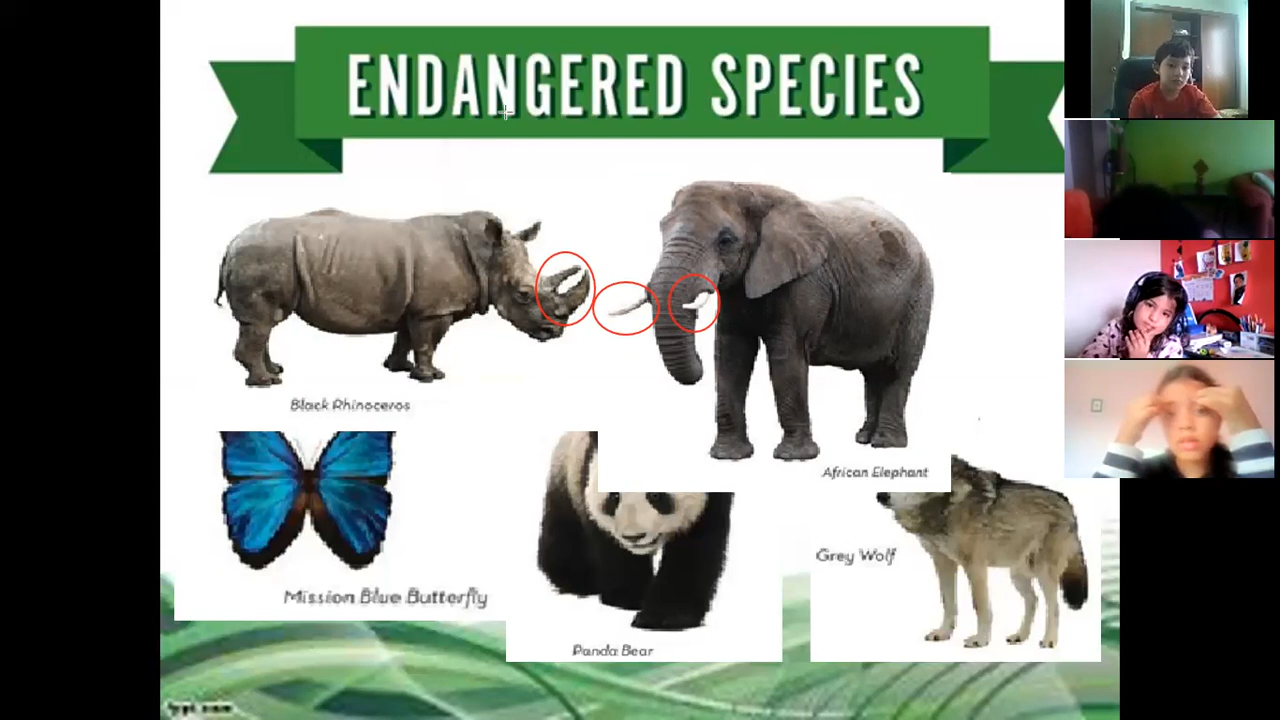 ENDANGERED SPECIES
Black Rhinoceros
African Elephant
Grey Wolf
Mission Blue Butterfly
Panda Bear